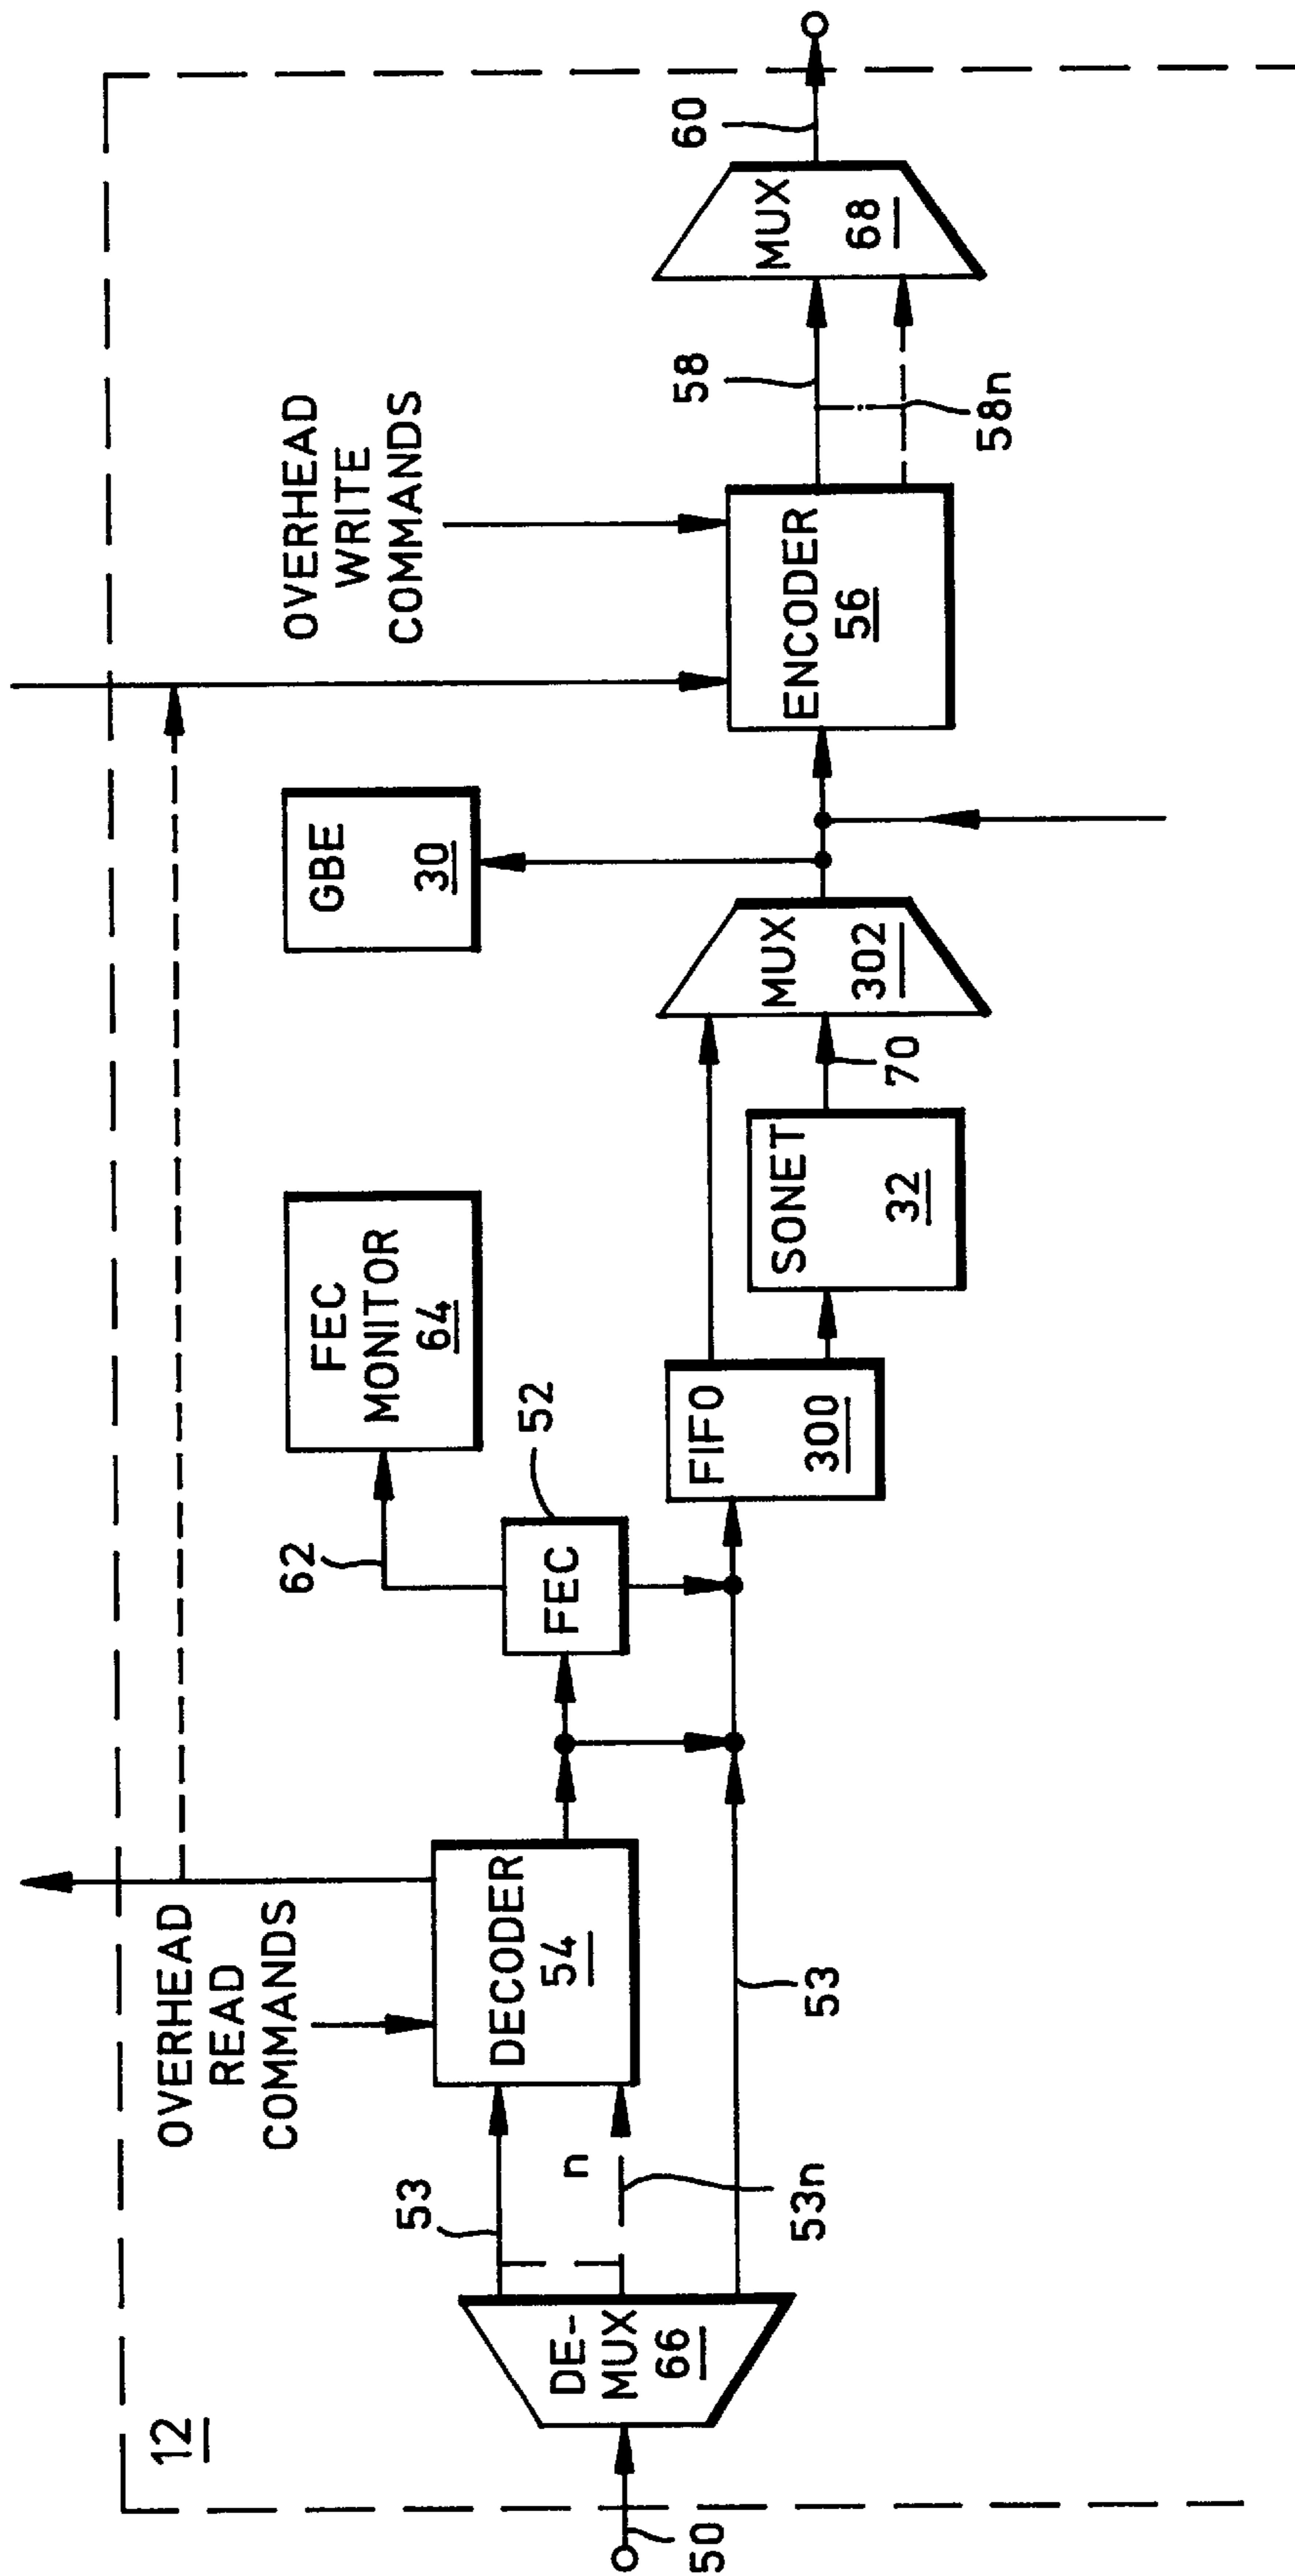 12
50
DE-
MUX
66
53
n
53n
53
OVERHEAD
READ
COMMANDS
DECODER
54
62
FEC
52
FEC
MONITOR
64
FIFO
300
SONET
32
70
MUX
302
GBE
30
OVERHEAD
WRITE
COMMANDS
ENCODER
56
58
58n
MUX
68
60